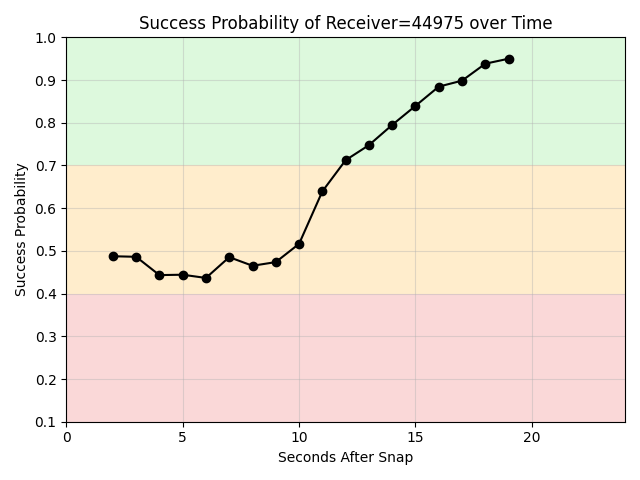 Success Probability of Receiver=44975 over Time
1.0
0.9
0.8
0.7
0.6
0.5
0.4
0.3
0.2
0.1
Success Probability
0 5 10 15 20
Seconds After Snap